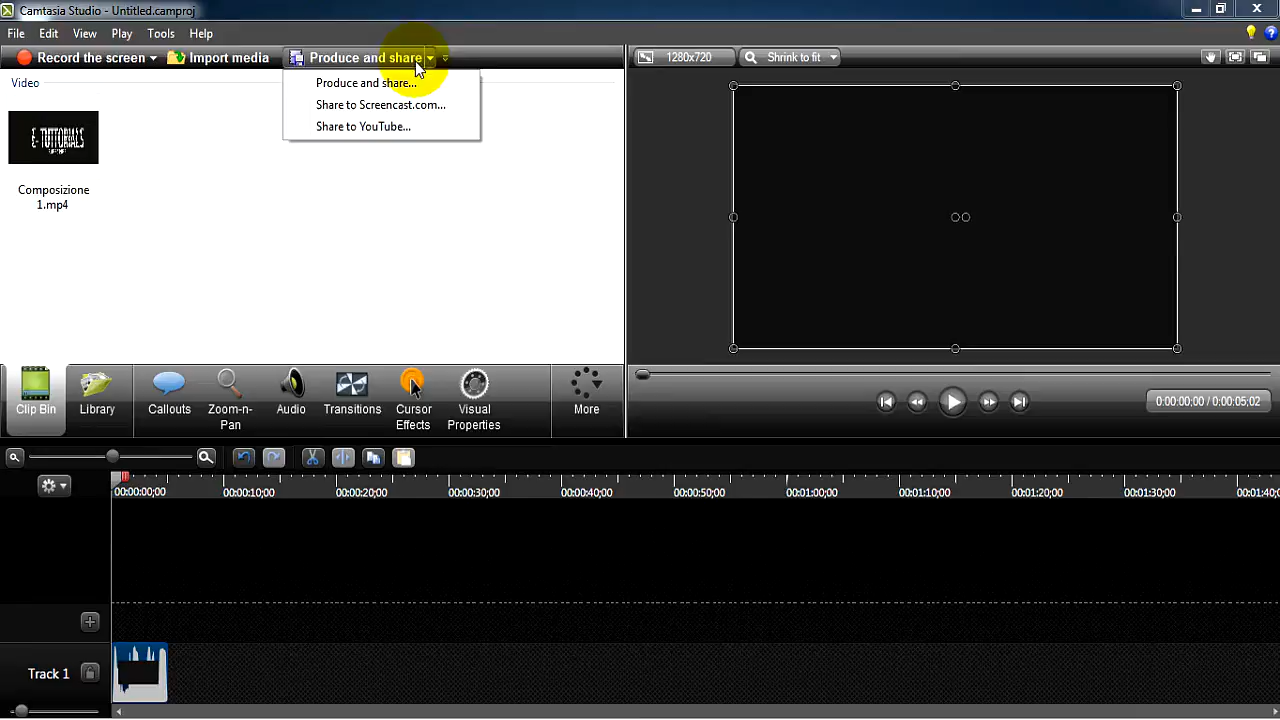 Camtasia Studio - Untitled.camproj
File Edit View Play Tools Help
Record the screen Import media Produce and share 1280x720 Shrink to fit
Video
Produce and share...
Share to Screencast.com...
Share to YouTube...
E-TUTORIALS
Composizione
1.mp4
0:00:00;00 / 0:00:05;02
Clip Bin Library Callouts Zoom-n-
Pan Audio Transitions Cursor
Effects Visual
Properties More
00:00:00;00 00:00:10;00 00:00:20;00 00:00:30;00 00:00:40;00 00:00:50;00 00:01:00;00 00:01:10;00 00:01:20;00 00:01:30;00 00:01:40;
Track 1